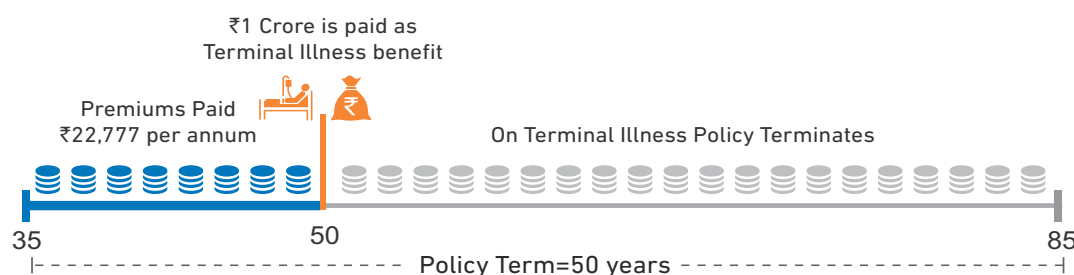 ₹1 Crore is paid as
Terminal Illness benefit
Premiums Paid
₹22,777 per annum
₹
On Terminal Illness Policy Terminates
35
50
85
Policy Term=50 years